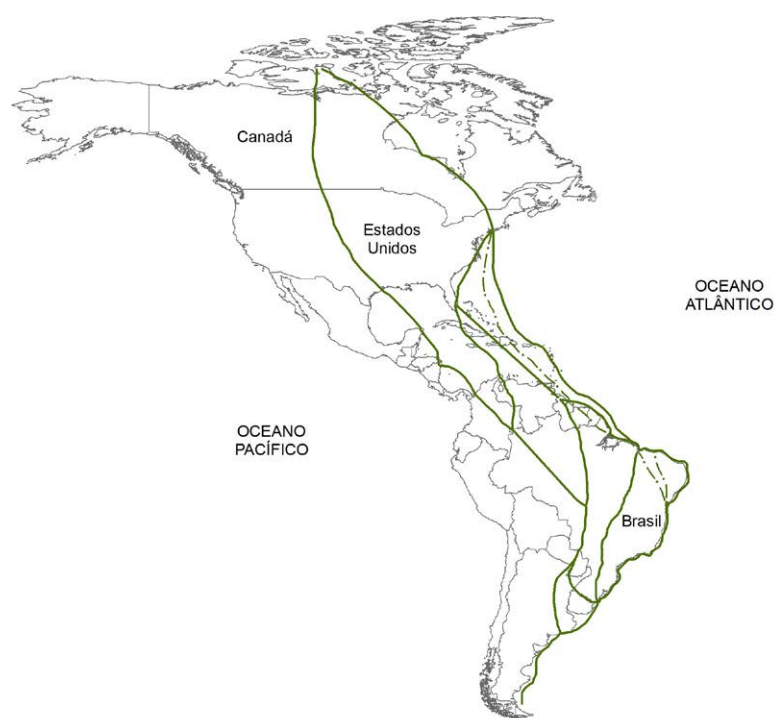 Canadá
Estados
Unidos
OCEANO
ATLÂNTICO
OCEANO
PACÍFICO
Brasil